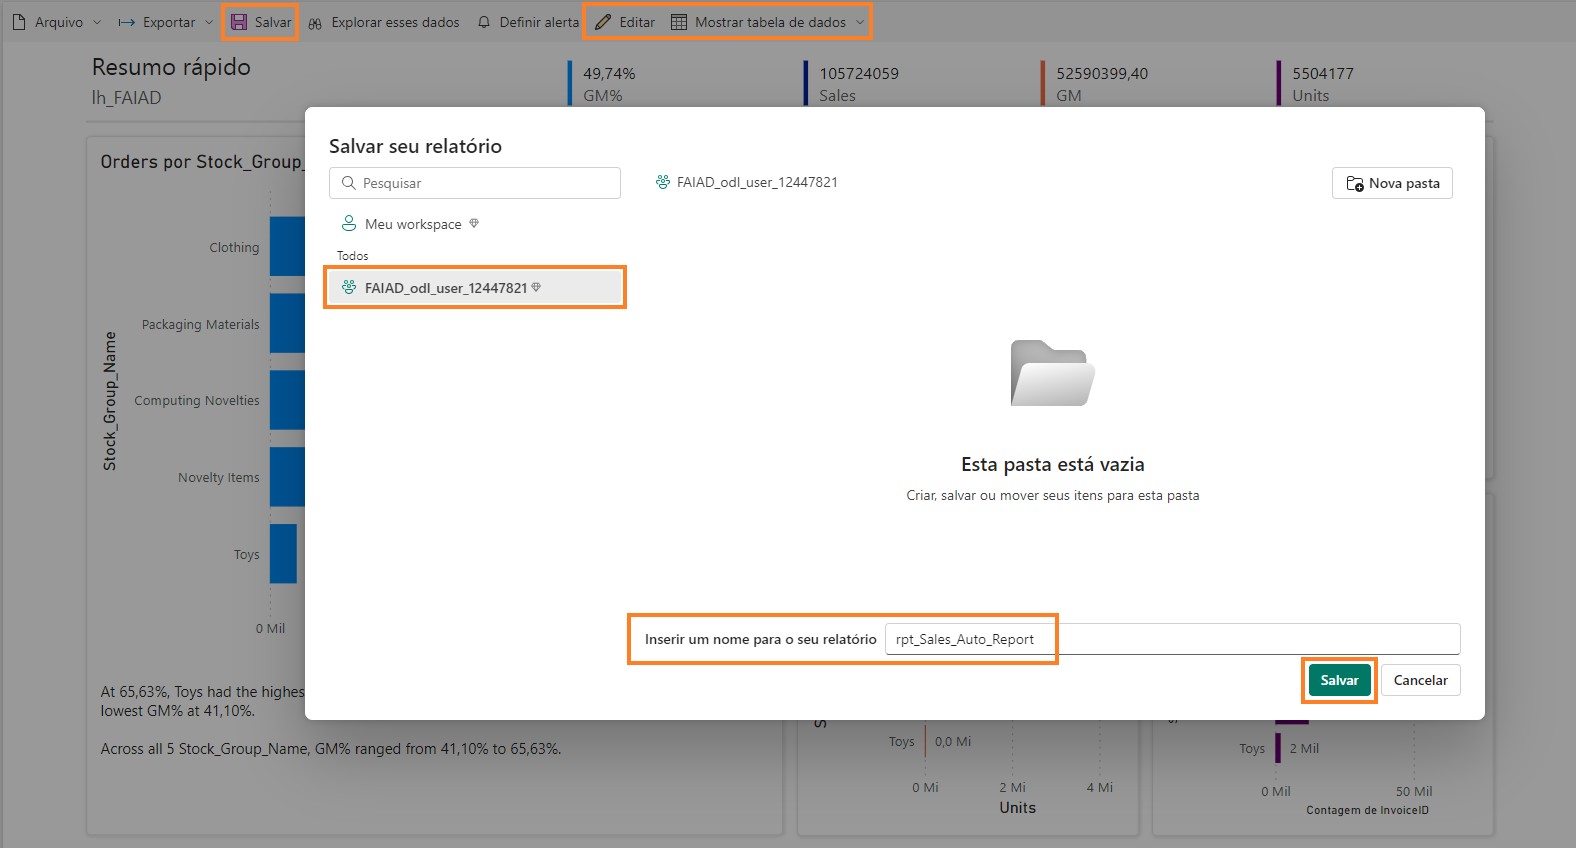 Arquivo Exportar Salvar Explorar esses dados Definir alerta Editar Mostrar tabela de dados
Resumo rápido
lh_FAIAD
49,74%
GM%
105724059
Sales
52590399,40
GM
5504177
Units
Salvar seu relatório
Pesquisar
FAIAD_odl_user_12447821
Nova pasta
Meu workspace
Todos
FAIAD_odl_user_12447821
Esta pasta está vazia
Criar, salvar ou mover seus itens para esta pasta
Inserir um nome para o seu relatório rpt_Sales_Auto_Report
Salvar Cancelar
Orders por Stock_Group_
Stock_Group_Name
Clothing
Packaging Materials
Computing Novelties
Novelty Items
Toys
0 Mil
At 65,63%, Toys had the highes
lowest GM% at 41,10%.
Across all 5 Stock_Group_Name, GM% ranged from 41,10% to 65,63%.
Toys 0,0 Mi
0 Mi 2 Mi 4 Mi
Units
Toys 2 Mil
0 Mil 50 Mil
Contagem de InvoiceID